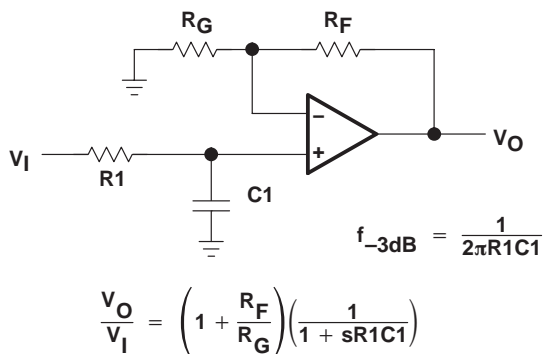 R_G
R_F
−
+
V_I
R1
C1
V_O
f_–3dB = 1/(2πR1C1)
V_O/V_I = (1 + R_F/R_G)(1/(1 + sR1C1))